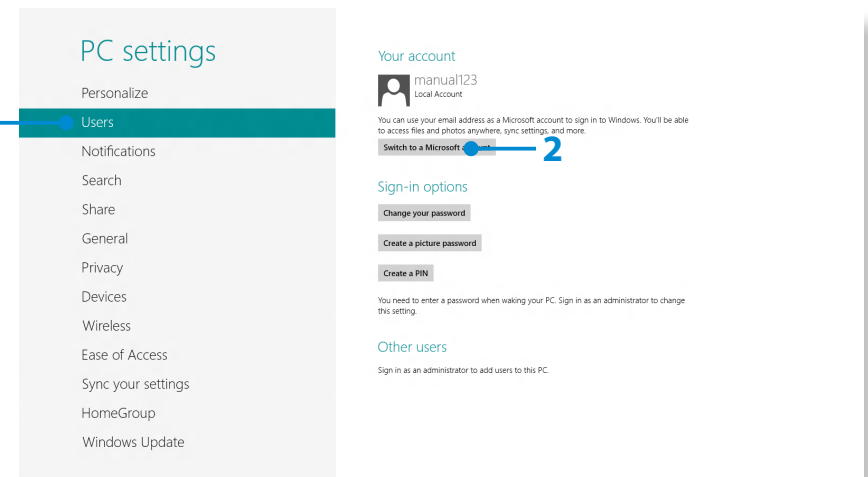 PC settings
Personalize
Users
Notifications
Search
Share
General
Privacy
Devices
Wireless
Ease of Access
Sync your settings
HomeGroup
Windows Update
Your account
manual123
Local Account
You can use your email address as a Microsoft account to sign in to Windows. You'll be able
to access files and photos anywhere, sync settings, and more.
Switch to a Microsoft account
2
Sign-in options
Change your password
Create a picture password
Create a PIN
You need to enter a password when waking your PC. Sign in as an administrator to change
this setting.
Other users
Sign in as an administrator to add users to this PC.